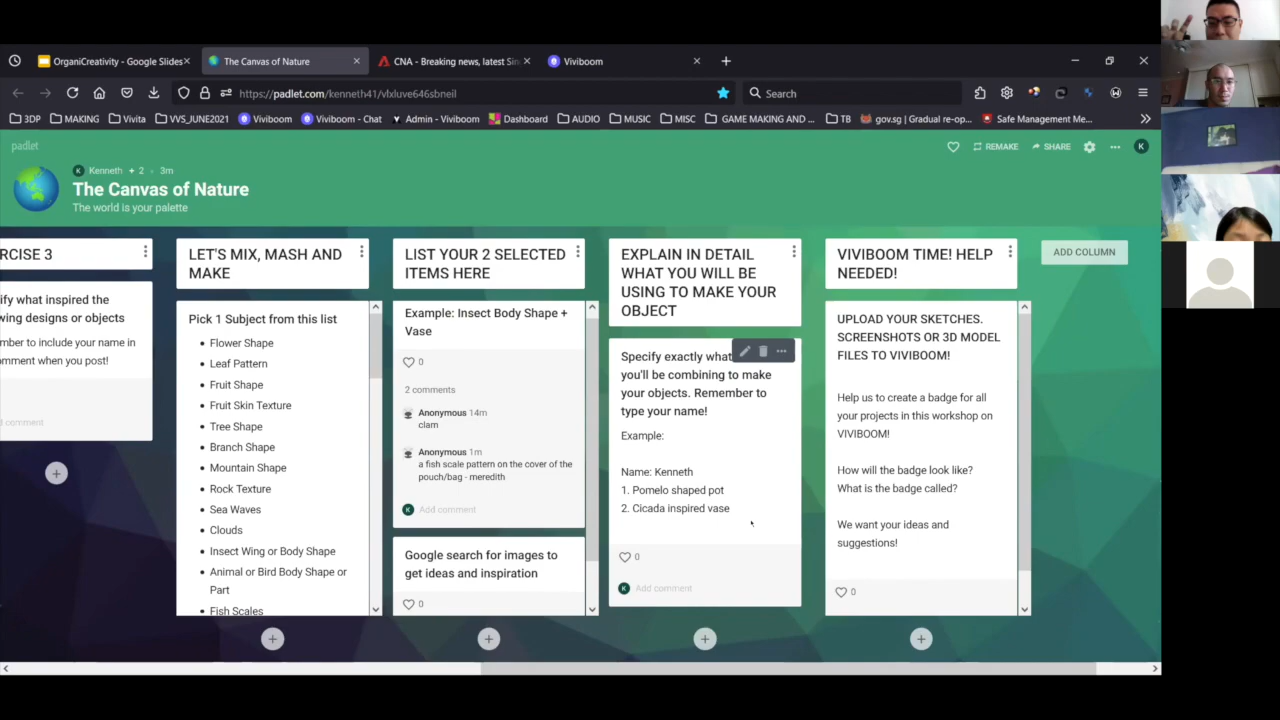 OrganiCreativity - Google Slides
The Canvas of Nature
CNA - Breaking news, latest Sin
Viviboom
https://padlet.com/kenneth41/vlxluve646sbneil
Search
3DP
MAKING
Vivita
VVS_JUNE2021
Viviboom
Viviboom - Chat
Admin - Viviboom
Dashboard
AUDIO
MUSIC
MISC
GAME MAKING AND ...
TB
gov.sg | Gradual re-op...
Safe Management Me...
padlet
REMAKE
SHARE
K
K Kenneth + 2 · 3m
The Canvas of Nature
The world is your palette
RCISE 3
ify what inspired the
wing designs or objects
mber to include your name in
omment when you post!
d comment
LET'S MIX, MASH AND
MAKE
Pick 1 Subject from this list
• Flower Shape
• Leaf Pattern
• Fruit Shape
• Fruit Skin Texture
• Tree Shape
• Branch Shape
• Mountain Shape
• Rock Texture
• Sea Waves
• Clouds
• Insect Wing or Body Shape
• Animal or Bird Body Shape or
Part
• Fish Scales
LIST YOUR 2 SELECTED
ITEMS HERE
Example: Insect Body Shape +
Vase
0
2 comments
Anonymous 14m
clam
Anonymous 1m
a fish scale pattern on the cover of the
pouch/bag - meredith
K Add comment
Google search for images to
get ideas and inspiration
0
EXPLAIN IN DETAIL
WHAT YOU WILL BE
USING TO MAKE YOUR
OBJECT
Specify exactly what
you'll be combining to make
your objects. Remember to
type your name!
Example:
Name: Kenneth
1. Pomelo shaped pot
2. Cicada inspired vase
0
K Add comment
VIVIBOOM TIME! HELP
NEEDED!
UPLOAD YOUR SKETCHES.
SCREENSHOTS OR 3D MODEL
FILES TO VIVIBOOM!
Help us to create a badge for all
your projects in this workshop on
VIVIBOOM!
How will the badge look like?
What is the badge called?
We want your ideas and
suggestions!
0
ADD COLUMN